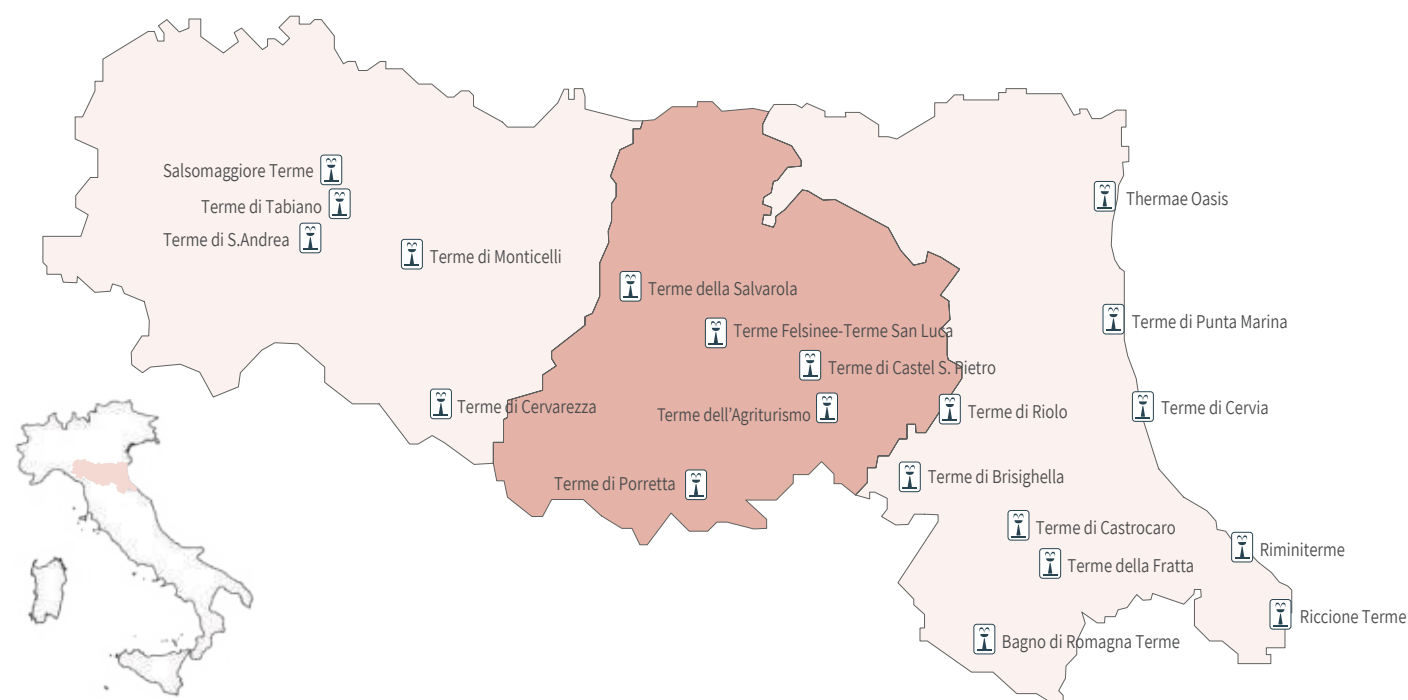 Salsomaggiore Terme
Terme di Tabiano
Terme di S.Andrea
Terme di Monticelli
Terme di Cervarezza
Terme della Salvarola
Terme Felsinee-Terme San Luca
Terme di Castel S. Pietro
Terme dell’Agriturismo
Terme di Porretta
Thermae Oasis
Terme di Punta Marina
Terme di Cervia
Terme di Riolo
Terme di Brisighella
Terme di Castrocaro
Terme della Fratta
Riminiterme
Riccione Terme
Bagno di Romagna Terme